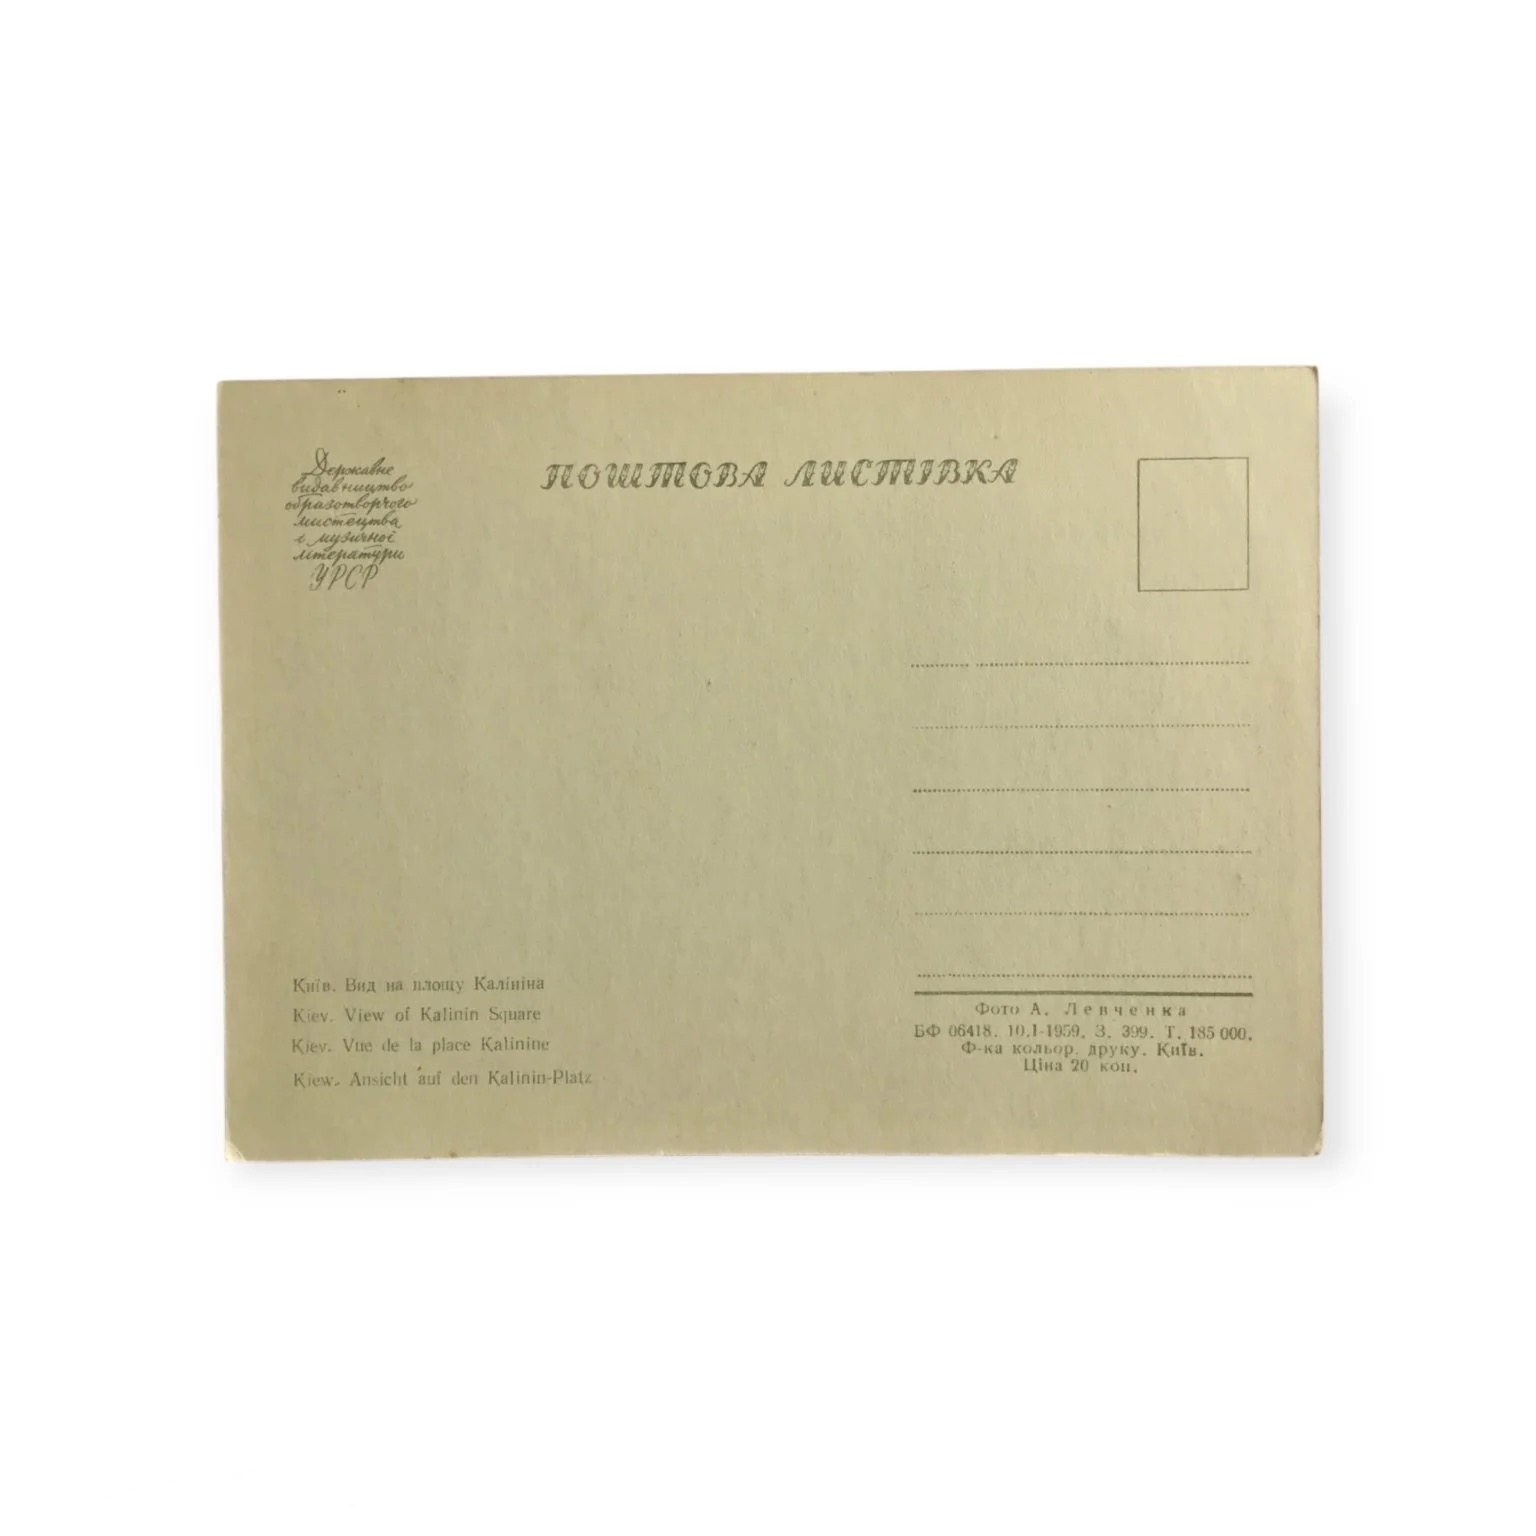 Державне
видавництво
образотворчого
мистецтва
і музичної
літератури
УРСР
ПОШТОВА ЛИСТІВКА
Київ. Вид на площу Калініна
Kiev. View of Kalinin Square
Kiev. Vue de la place Kalinine
Kiew. Ansicht auf den Kalinin-Platz
Фото А. Левченка
БФ 06418. 10.I-1959. З. 399. Т. 185 000.
Ф-ка кольор. друку. Київ.
Ціна 20 коп.